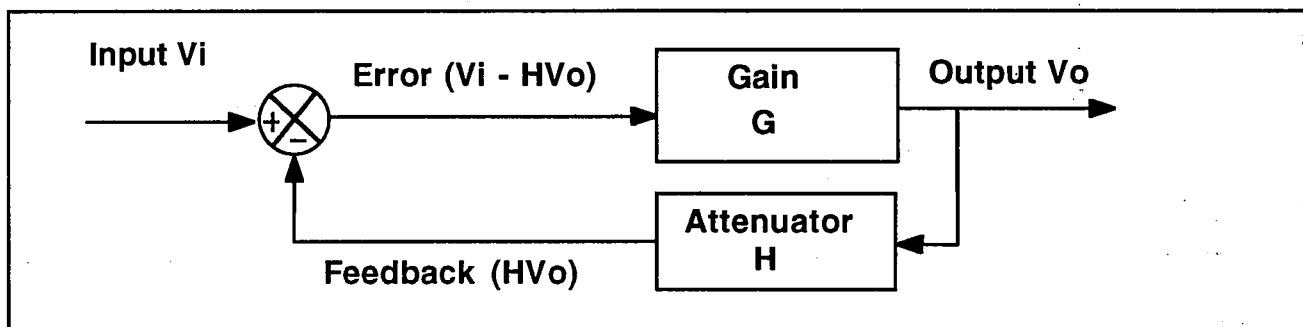 Input Vi
Error (Vi - HVo)
Gain
G
Output Vo
+
−
Attenuator
H
Feedback (HVo)